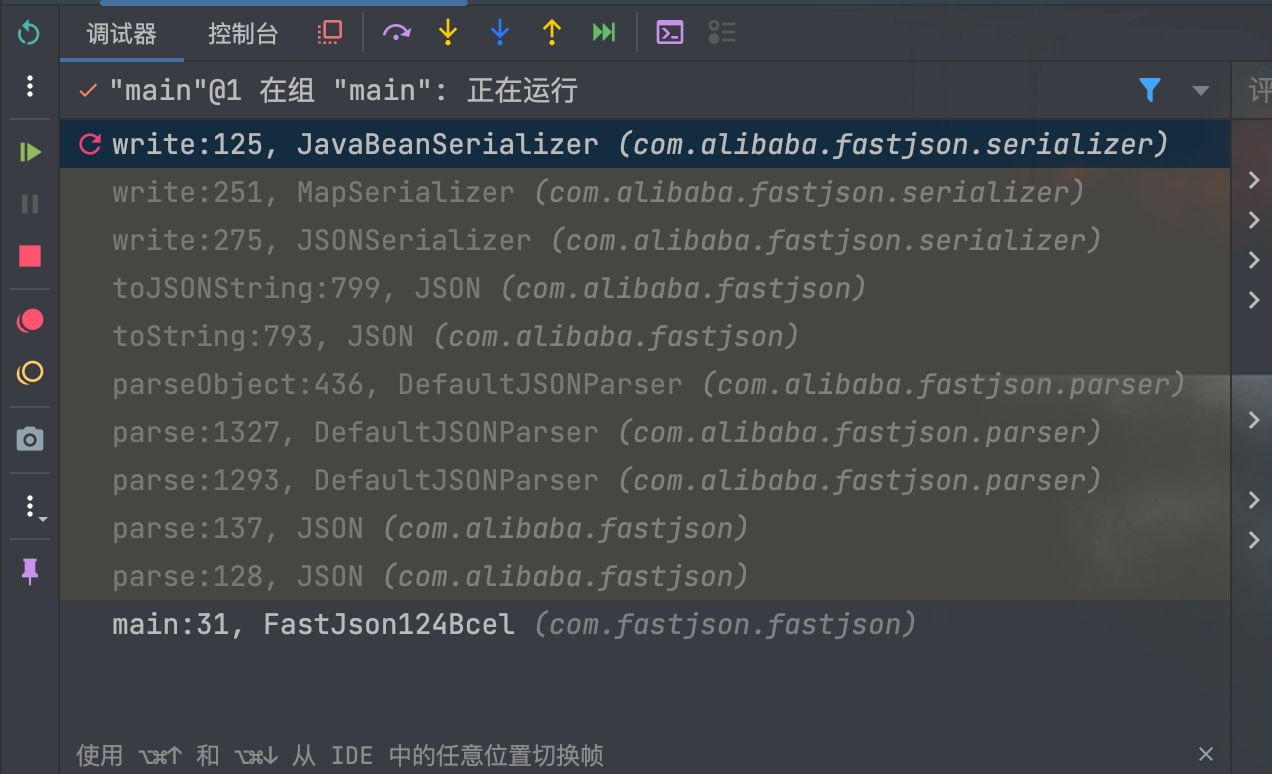 调试器 控制台
"main"@1 在组 "main": 正在运行
评
write:125, JavaBeanSerializer (com.alibaba.fastjson.serializer)
write:251, MapSerializer (com.alibaba.fastjson.serializer)
write:275, JSONSerializer (com.alibaba.fastjson.serializer)
toJSONString:799, JSON (com.alibaba.fastjson)
toString:793, JSON (com.alibaba.fastjson)
parseObject:436, DefaultJSONParser (com.alibaba.fastjson.parser)
parse:1327, DefaultJSONParser (com.alibaba.fastjson.parser)
parse:1293, DefaultJSONParser (com.alibaba.fastjson.parser)
parse:137, JSON (com.alibaba.fastjson)
parse:128, JSON (com.alibaba.fastjson)
main:31, FastJson124Bcel (com.fastjson.fastjson)
使用 ⌥⌘↑ 和 ⌥⌘↓ 从 IDE 中的任意位置切换帧